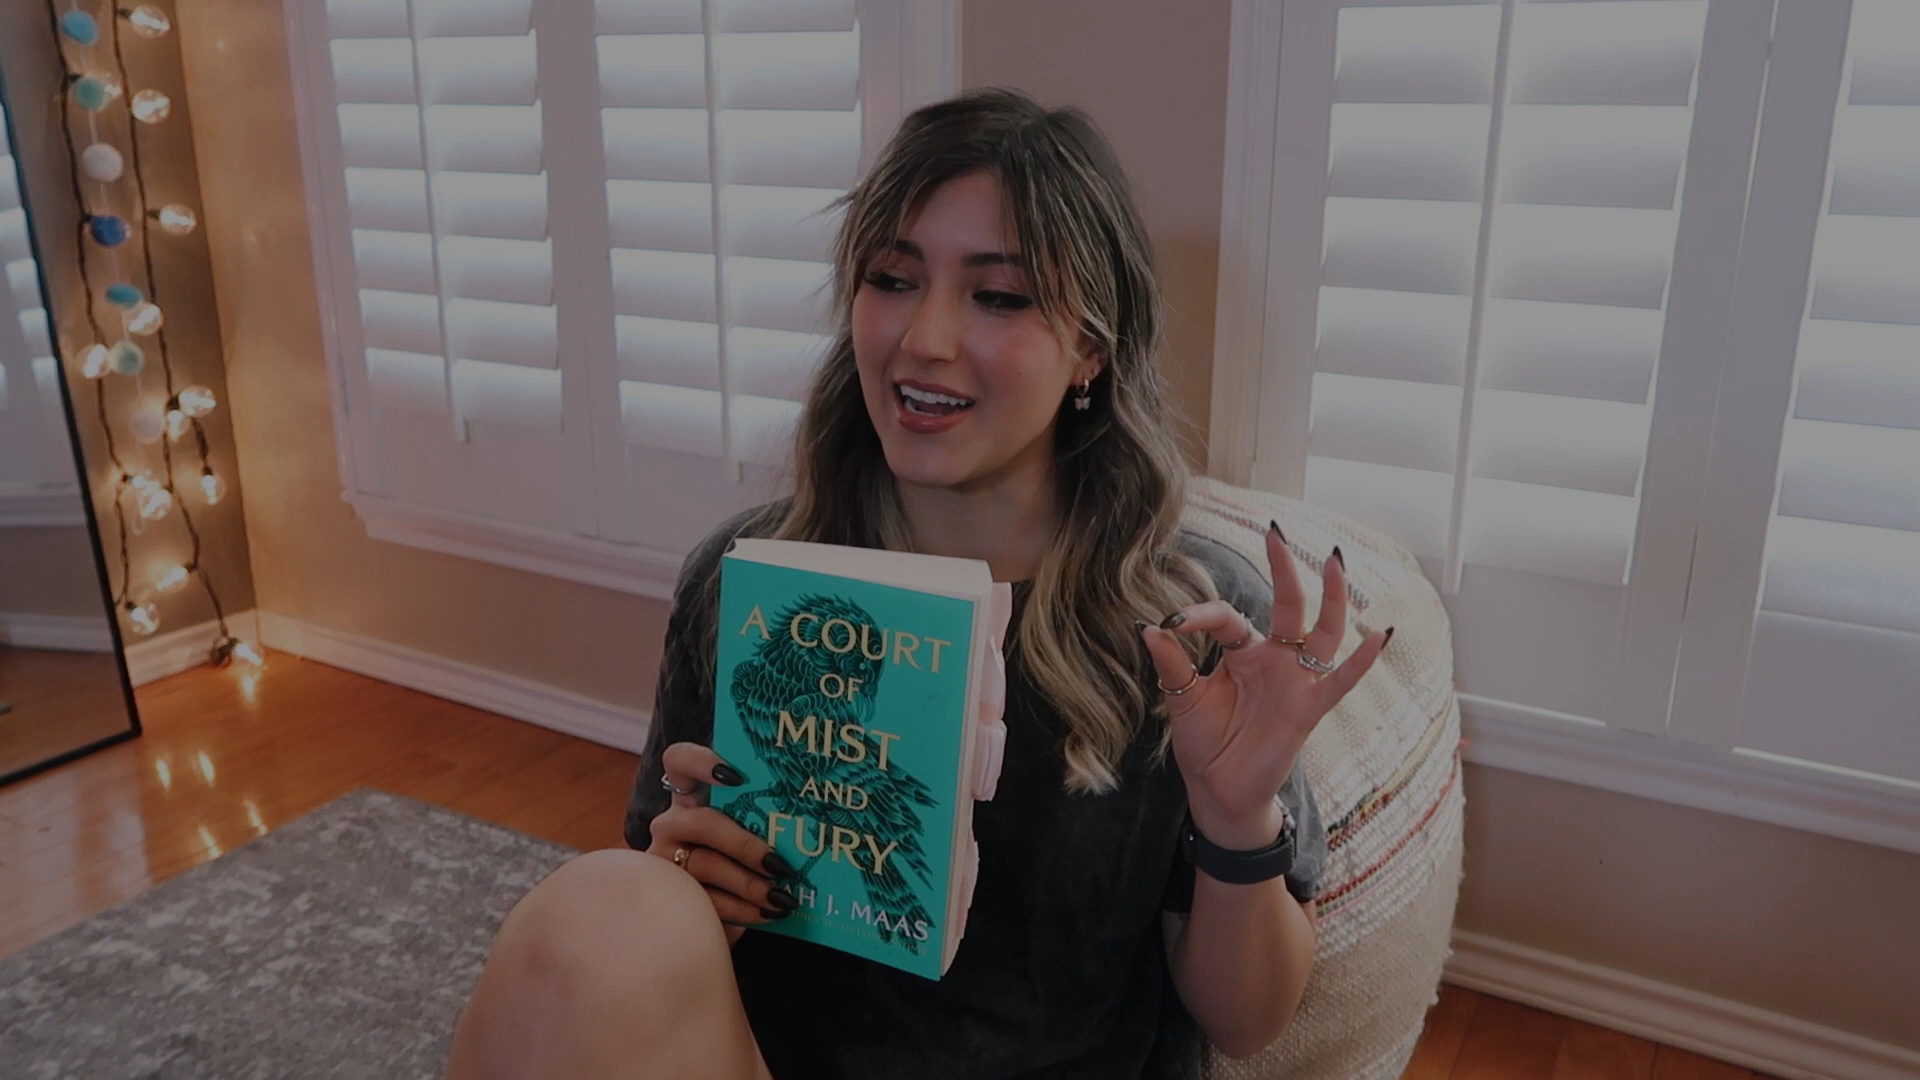 A COURT
OF
MIST
AND
FURY
AH J. MAAS